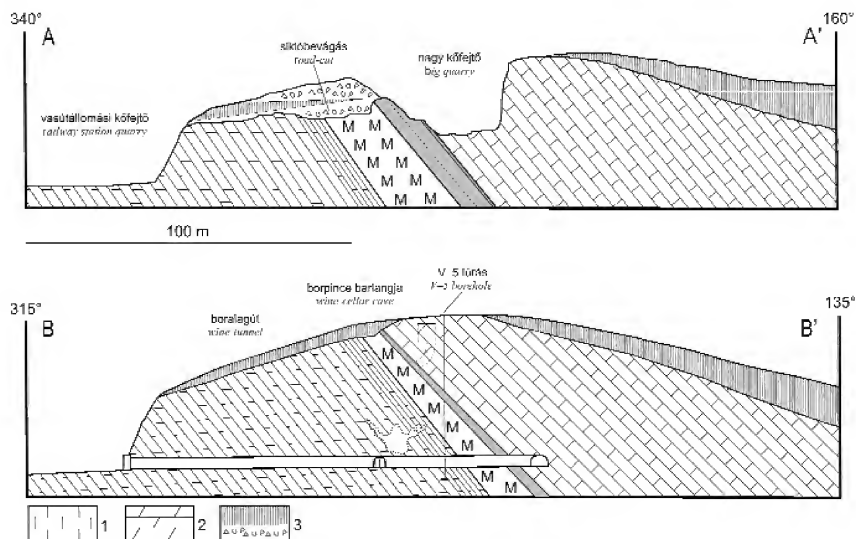 340°
160°
A
A'
siklóbevágás
road-cut
nagy kőfejtő
big quarry
vasútállomási kőfejtő
railway station quarry
M
M
M
M
M
M
M
M
M
100 m
315°
135°
B
B'
boralagút
wine tunnel
borpince barlangja
wine cellar cave
V-5 fúrás
V-5 borehole
M
M
M
M
M
M
M
1
2
3